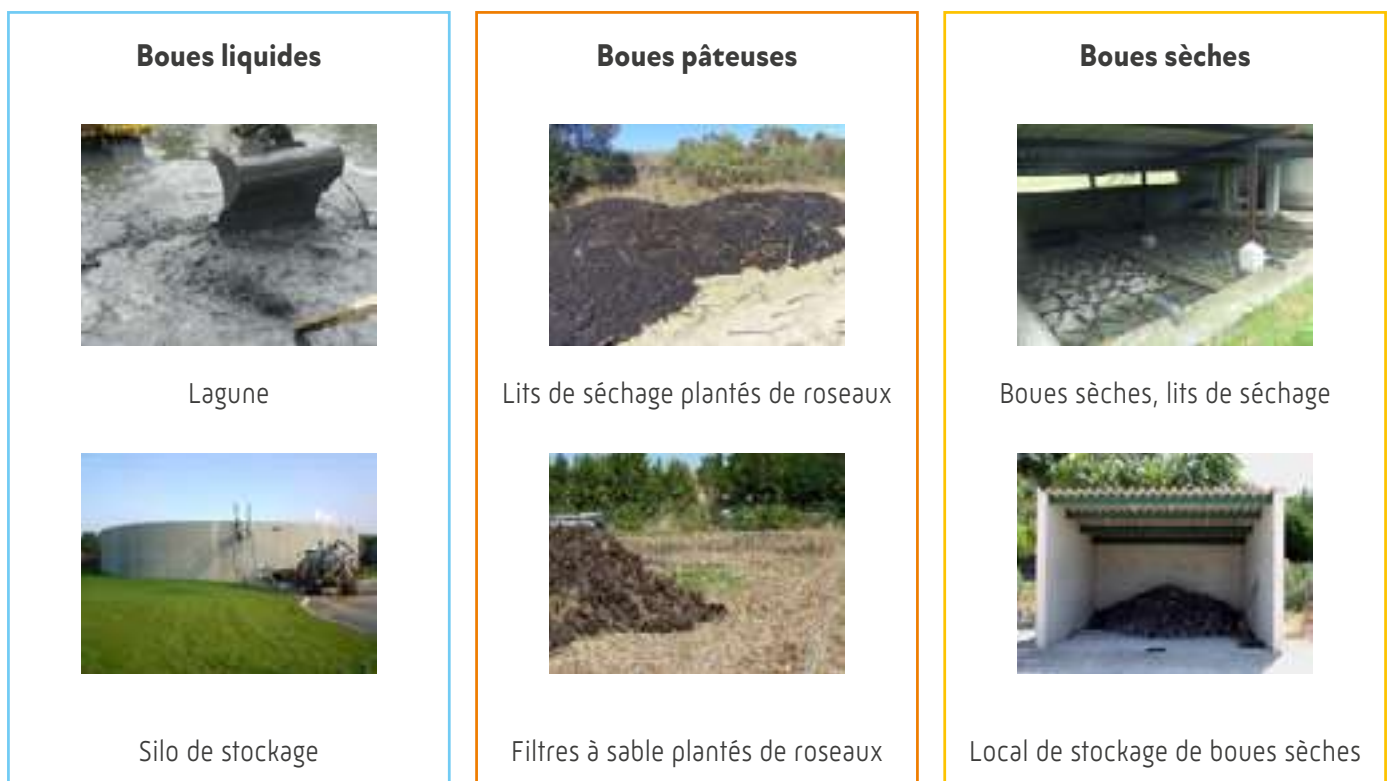 Boues liquides
Lagune
Silo de stockage
Boues pâteuses
Lits de séchage plantés de roseaux
Filtres à sable plantés de roseaux
Boues sèches
Boues sèches, lits de séchage
Local de stockage de boues sèches